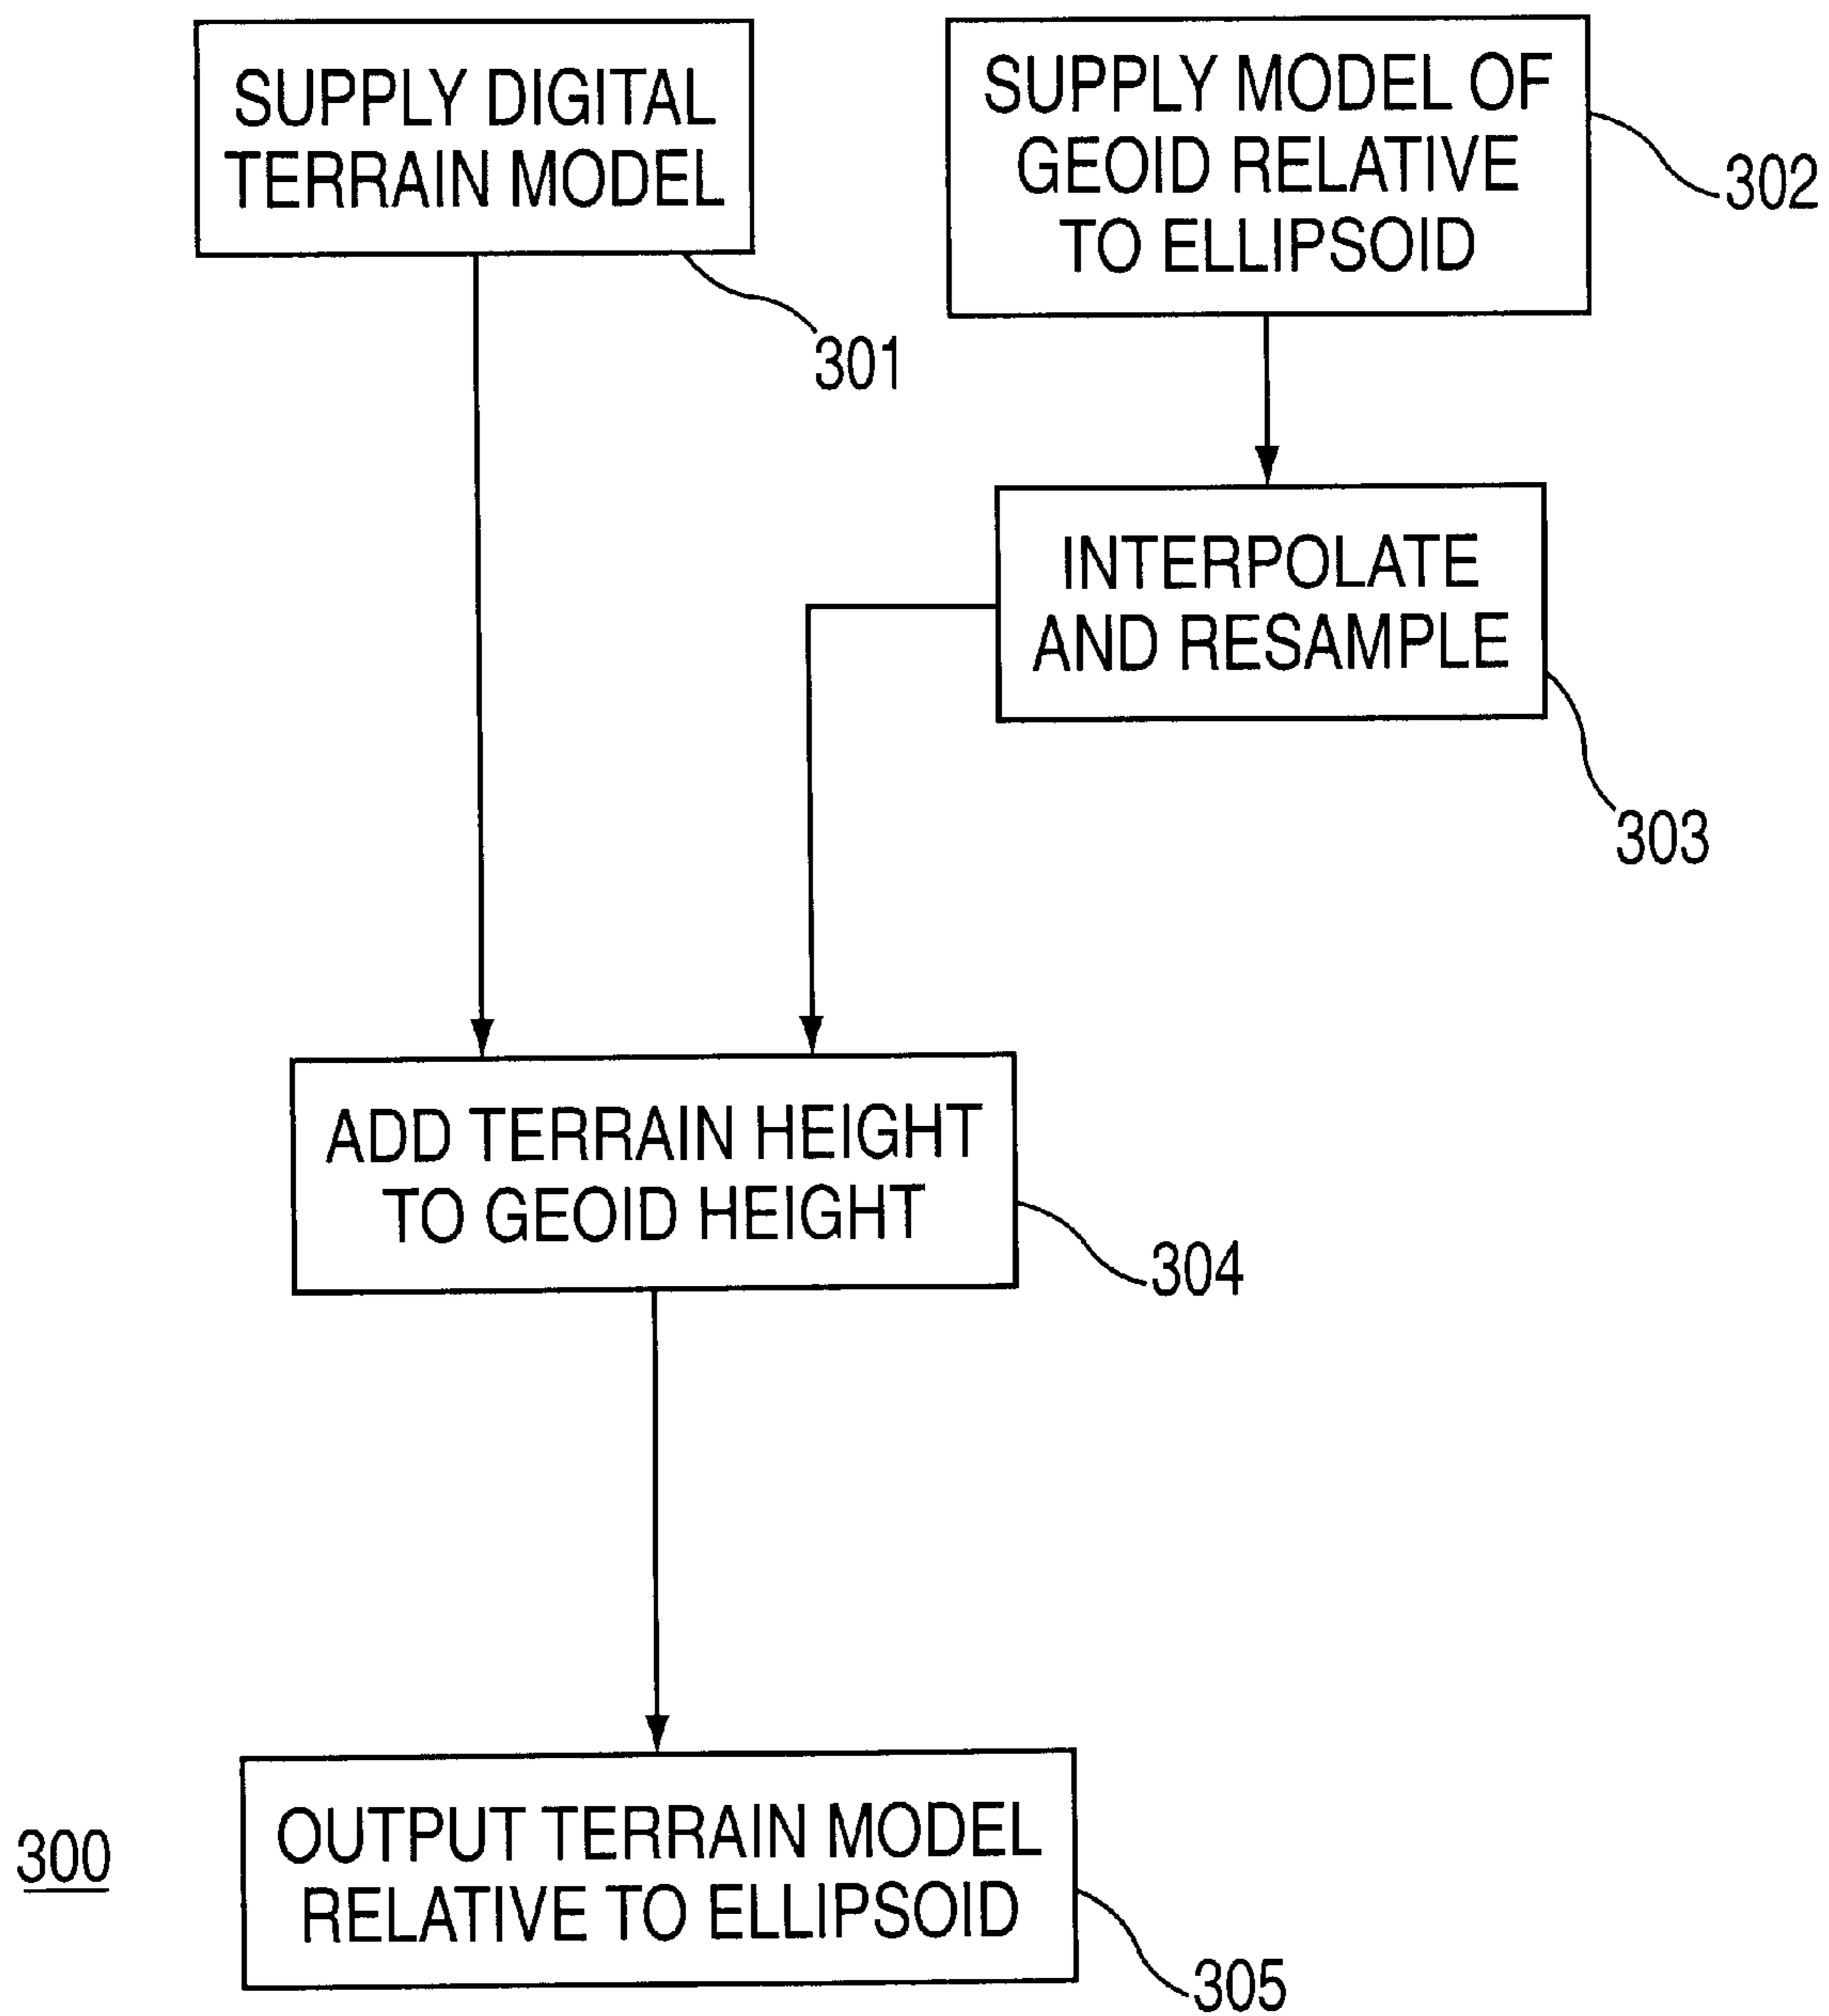 SUPPLY DIGITAL
TERRAIN MODEL
301
SUPPLY MODEL OF
GEOID RELATIVE
TO ELLIPSOID
302
INTERPOLATE
AND RESAMPLE
303
ADD TERRAIN HEIGHT
TO GEOID HEIGHT
304
OUTPUT TERRAIN MODEL
RELATIVE TO ELLIPSOID
305
300